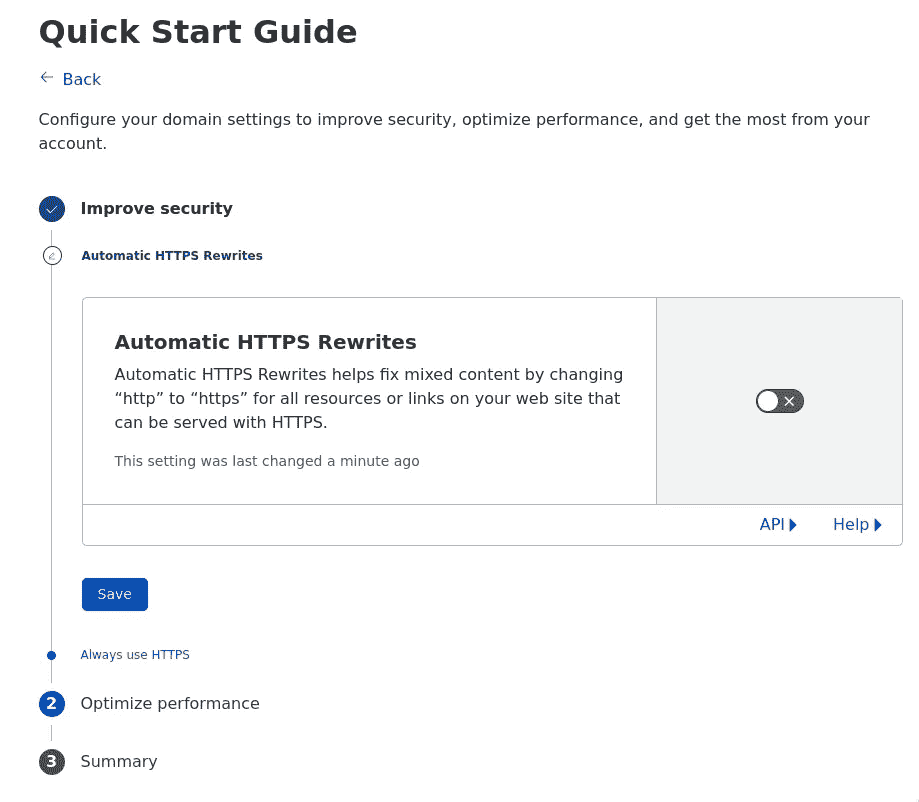 Quick Start Guide
Back
Configure your domain settings to improve security, optimize performance, and get the most from your
account.
Improve security
Automatic HTTPS Rewrites
Automatic HTTPS Rewrites
Automatic HTTPS Rewrites helps fix mixed content by changing
“http” to “https” for all resources or links on your web site that
can be served with HTTPS.
This setting was last changed a minute ago
API Help
Save
Always use HTTPS
2 Optimize performance
3 Summary